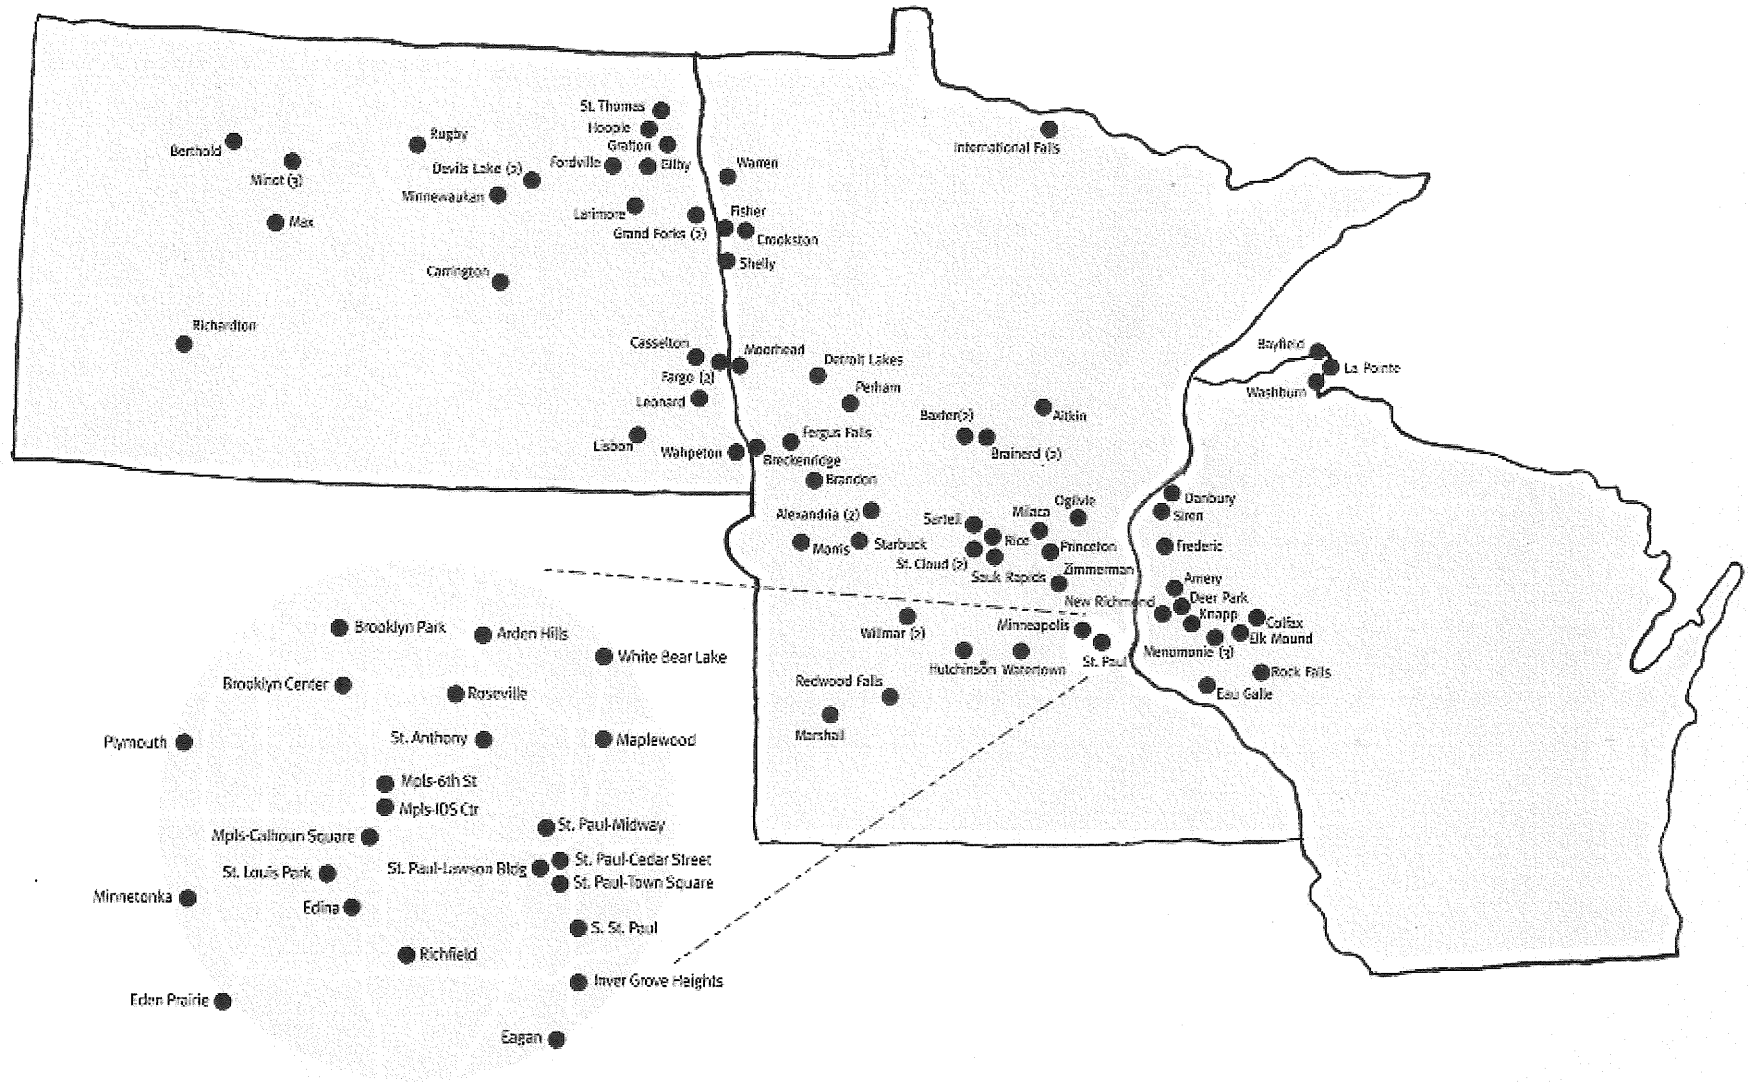 St. Thomas
Hoople
Grafton
Rugby
Berthold
Minot (3)
Devils Lake (2)
Fordville
Gilby
Minnewaukan
Max
Larimore
Grand Forks (2)
Carrington
Richardton
Casselton
Fargo (2)
Leonard
Lisbon
Wahpeton
International Falls
Warren
Fisher
Crookston
Shelly
Moorhead
Detroit Lakes
Perham
Fergus Falls
Breckenridge
Brandon
Alexandria (2)
Morris
Starbuck
Baxter(2)
Aitkin
Brainerd (2)
Ogilvie
Milaca
Sartell
Rice
Princeton
St. Cloud (2)
Sauk Rapids
Zimmerman
Willmar (2)
Minneapolis
St. Paul
Hutchinson
Watertown
Redwood Falls
Marshall
Bayfield
La Pointe
Washburn
Danbury
Siren
Frederic
Amery
Deer Park
New Richmond
Knapp
Colfax
Elk Mound
Menomonie (3)
Rock Falls
Eau Galle
Brooklyn Park
Arden Hills
White Bear Lake
Brooklyn Center
Roseville
Plymouth
St. Anthony
Maplewood
Mpls-6th St
Mpls-IDS Ctr
Mpls-Calhoun Square
St. Paul-Midway
St. Paul-Cedar Street
St. Paul-Lawson Bldg
St. Louis Park
St. Paul-Town Square
Minnetonka
Edina
S. St. Paul
Richfield
Inver Grove Heights
Eden Prairie
Eagan